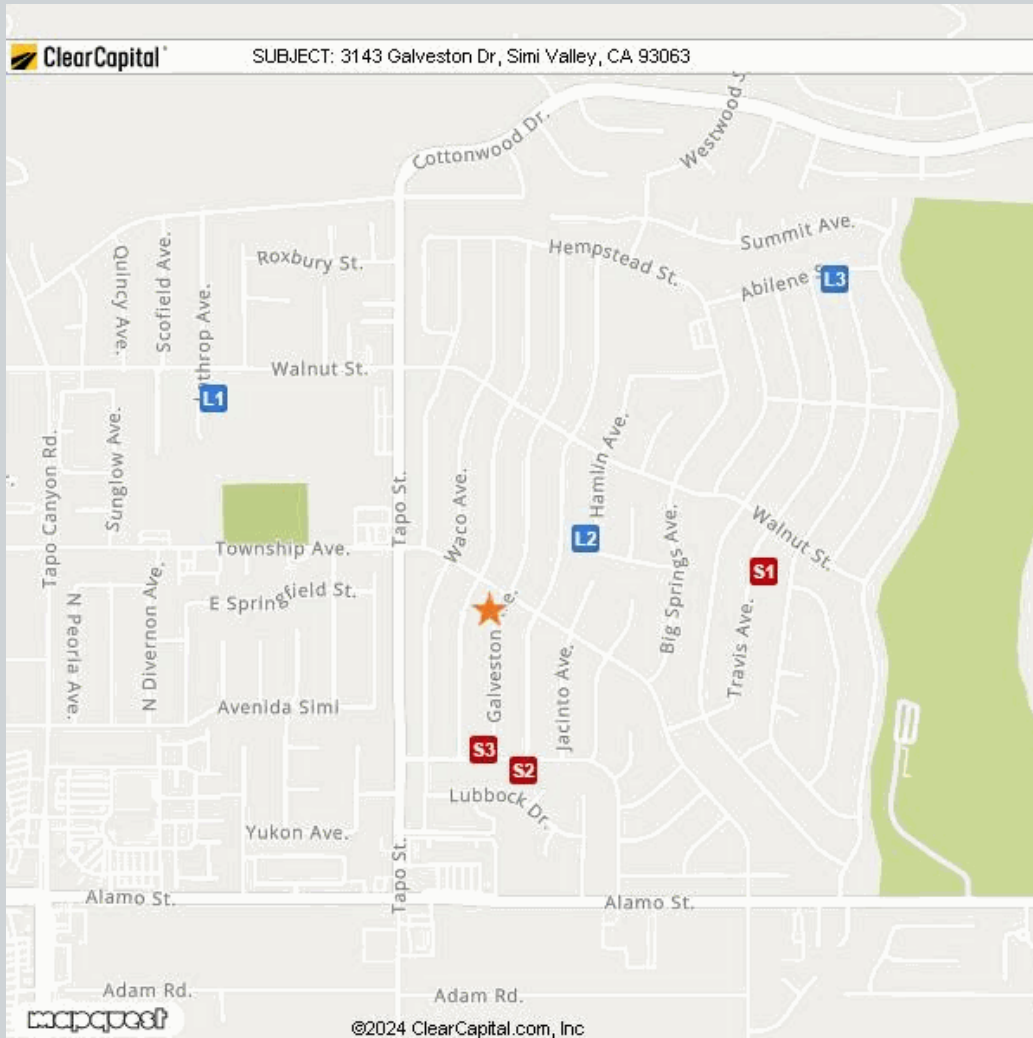 ClearCapital
SUBJECT: 3143 Galveston Dr, Simi Valley, CA 93063
Cottonwood Dr.
Westwood
Summit Ave.
Hempstead St.
Roxbury St.
Quincy Ave.
Scofield Ave.
Abilene
L3
throp Ave.
Walnut St.
L1
Sunglow Ave.
Hamlin Ave.
Tapo Canyon Rd.
Tapo St.
Waco Ave.
Big Springs Ave.
Walnut St.
L2
Township Ave.
S1
E Springfield St.
N Peoria Ave.
N Divernon Ave.
Galveston
Jacinto Ave.
Travis Ave.
Avenida Simi
S3
S2
Lubbock Dr.
Yukon Ave.
Tapo St.
Alamo St.
Alamo St.
Adam Rd.
Adam Rd.
mapquest
©2024 ClearCapital.com, Inc